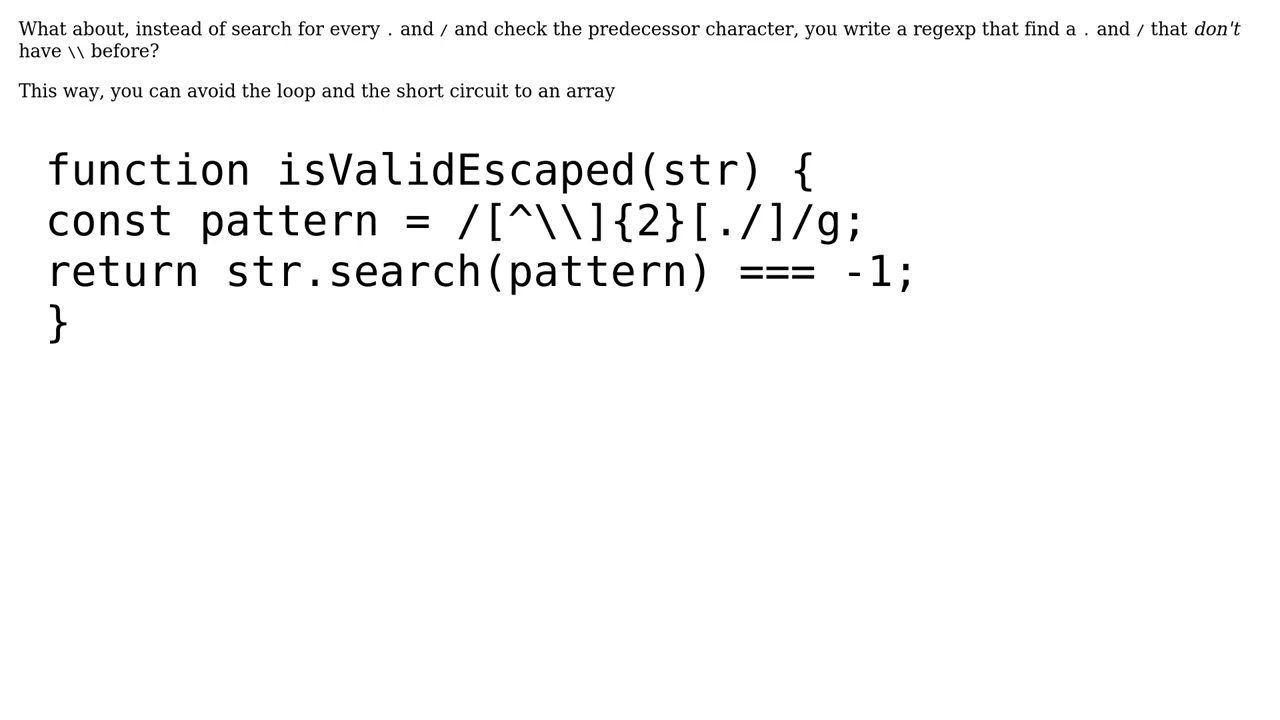 What about, instead of search for every . and / and check the predecessor character, you write a regexp that find a . and / that don't
have \\ before?
This way, you can avoid the loop and the short circuit to an array
function isValidEscaped(str) {
const pattern = /[^\\]{2}[./]/g;
return str.search(pattern) === -1;
}